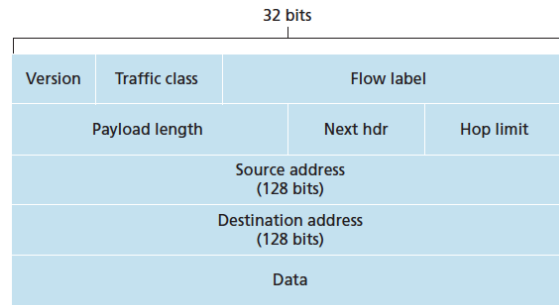 32 bits
Version Traffic class Flow label
Payload length Next hdr Hop limit
Source address
(128 bits)
Destination address
(128 bits)
Data